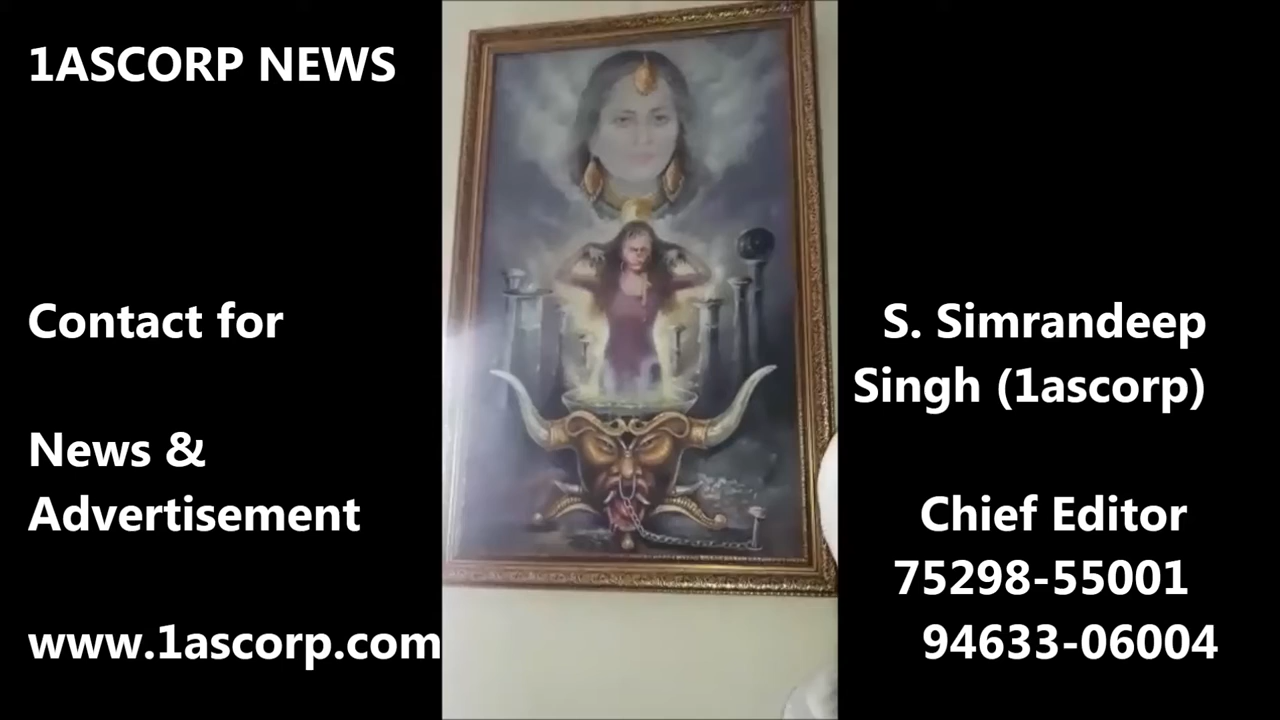 1ASCORP NEWS
Contact for
News &
Advertisement
www.1ascorp.com
S. Simrandeep
Singh (1ascorp)
Chief Editor
75298-55001
94633-06004